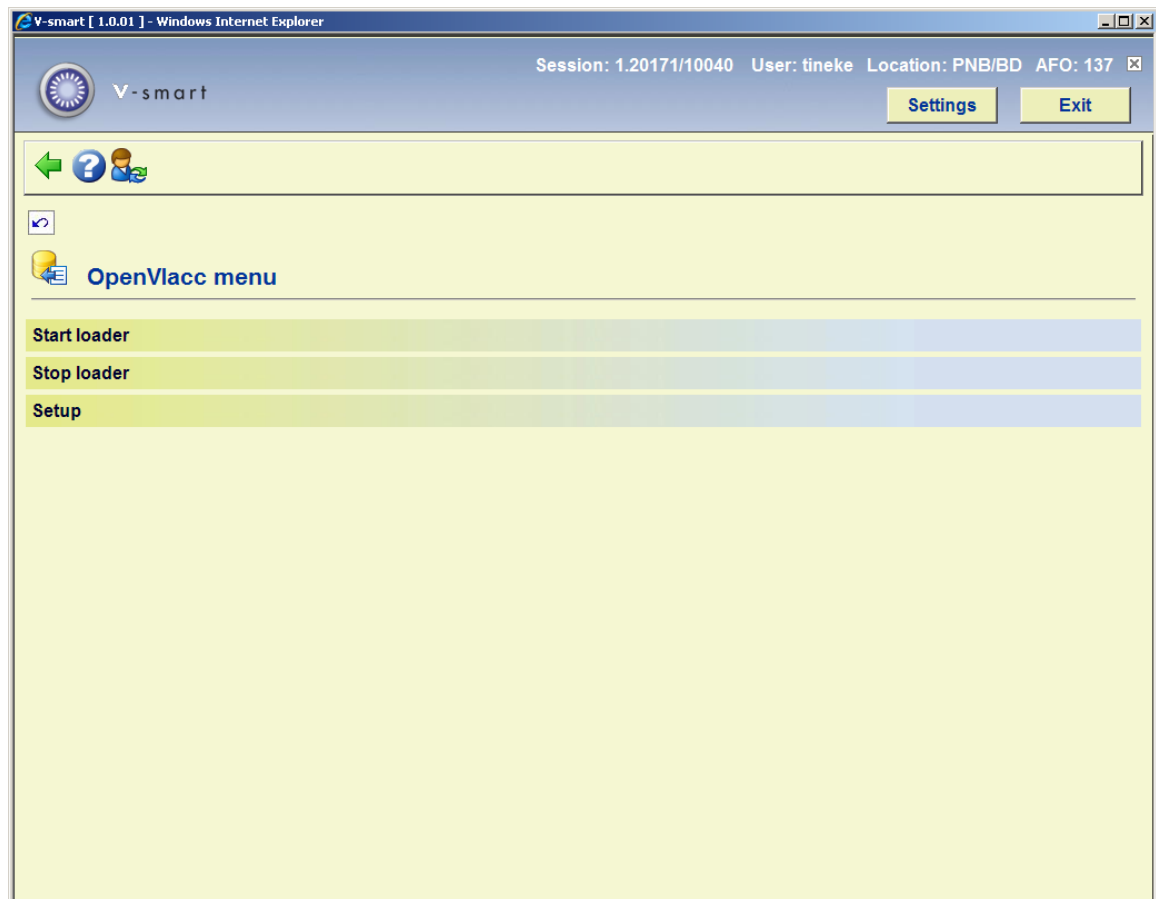 V-smart [ 1.0.01 ] - Windows Internet Explorer
Session: 1.20171/10040 User: tineke Location: PNB/BD AFO: 137
V-smart
Settings Exit
OpenVlacc menu
Start loader
Stop loader
Setup